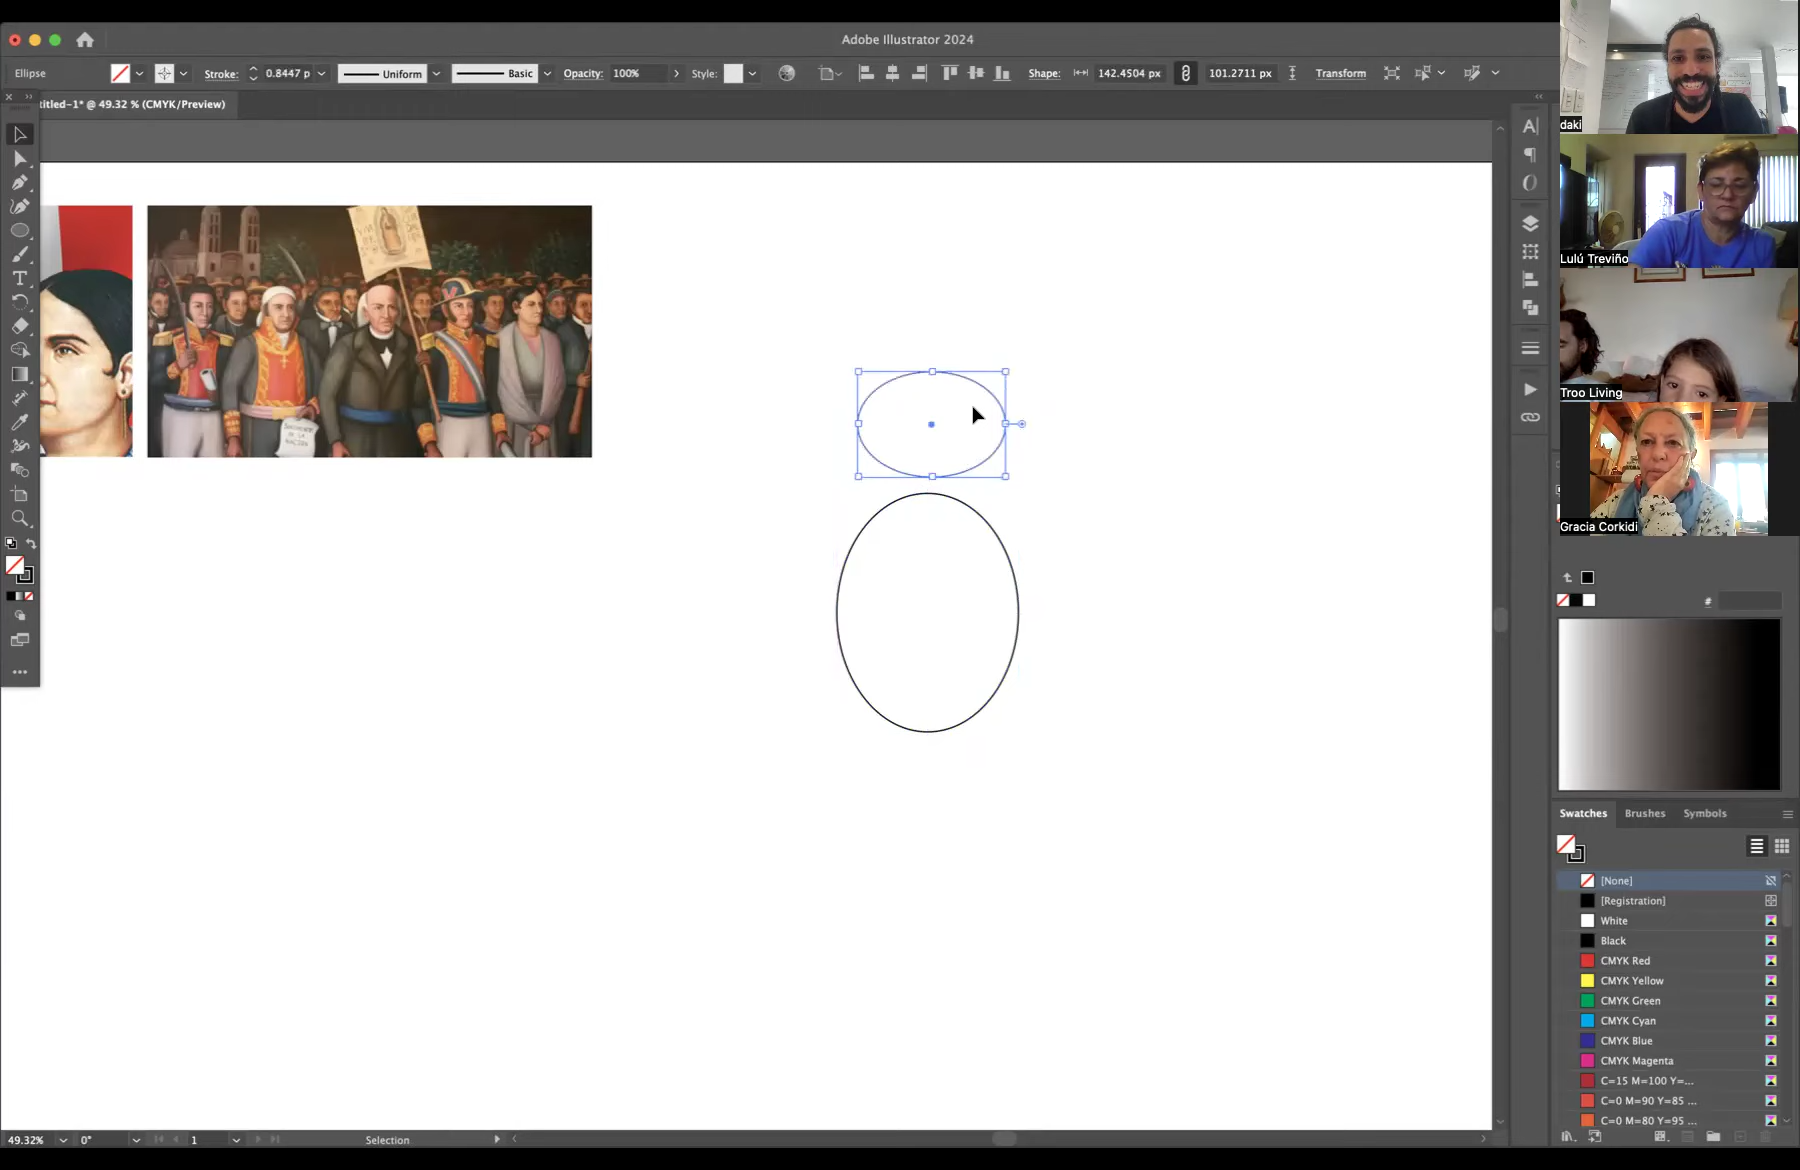 Adobe Illustrator 2024
Ellipse
Stroke:
0.8447 p
Uniform
Basic
Opacity:
100%
Style:
Shape:
142.4504 px
101.2711 px
Transform
titled-1* @ 49.32 % (CMYK/Preview)
daki
Lulú Treviño
Troo Living
Gracia Corkidi
#
Swatches
Brushes
Symbols
[None]
[Registration]
White
Black
CMYK Red
CMYK Yellow
CMYK Green
CMYK Cyan
CMYK Blue
CMYK Magenta
C=15 M=100 Y=...
C=0 M=90 Y=85 ...
C=0 M=80 Y=95 ...
49.32%
0°
1
Selection